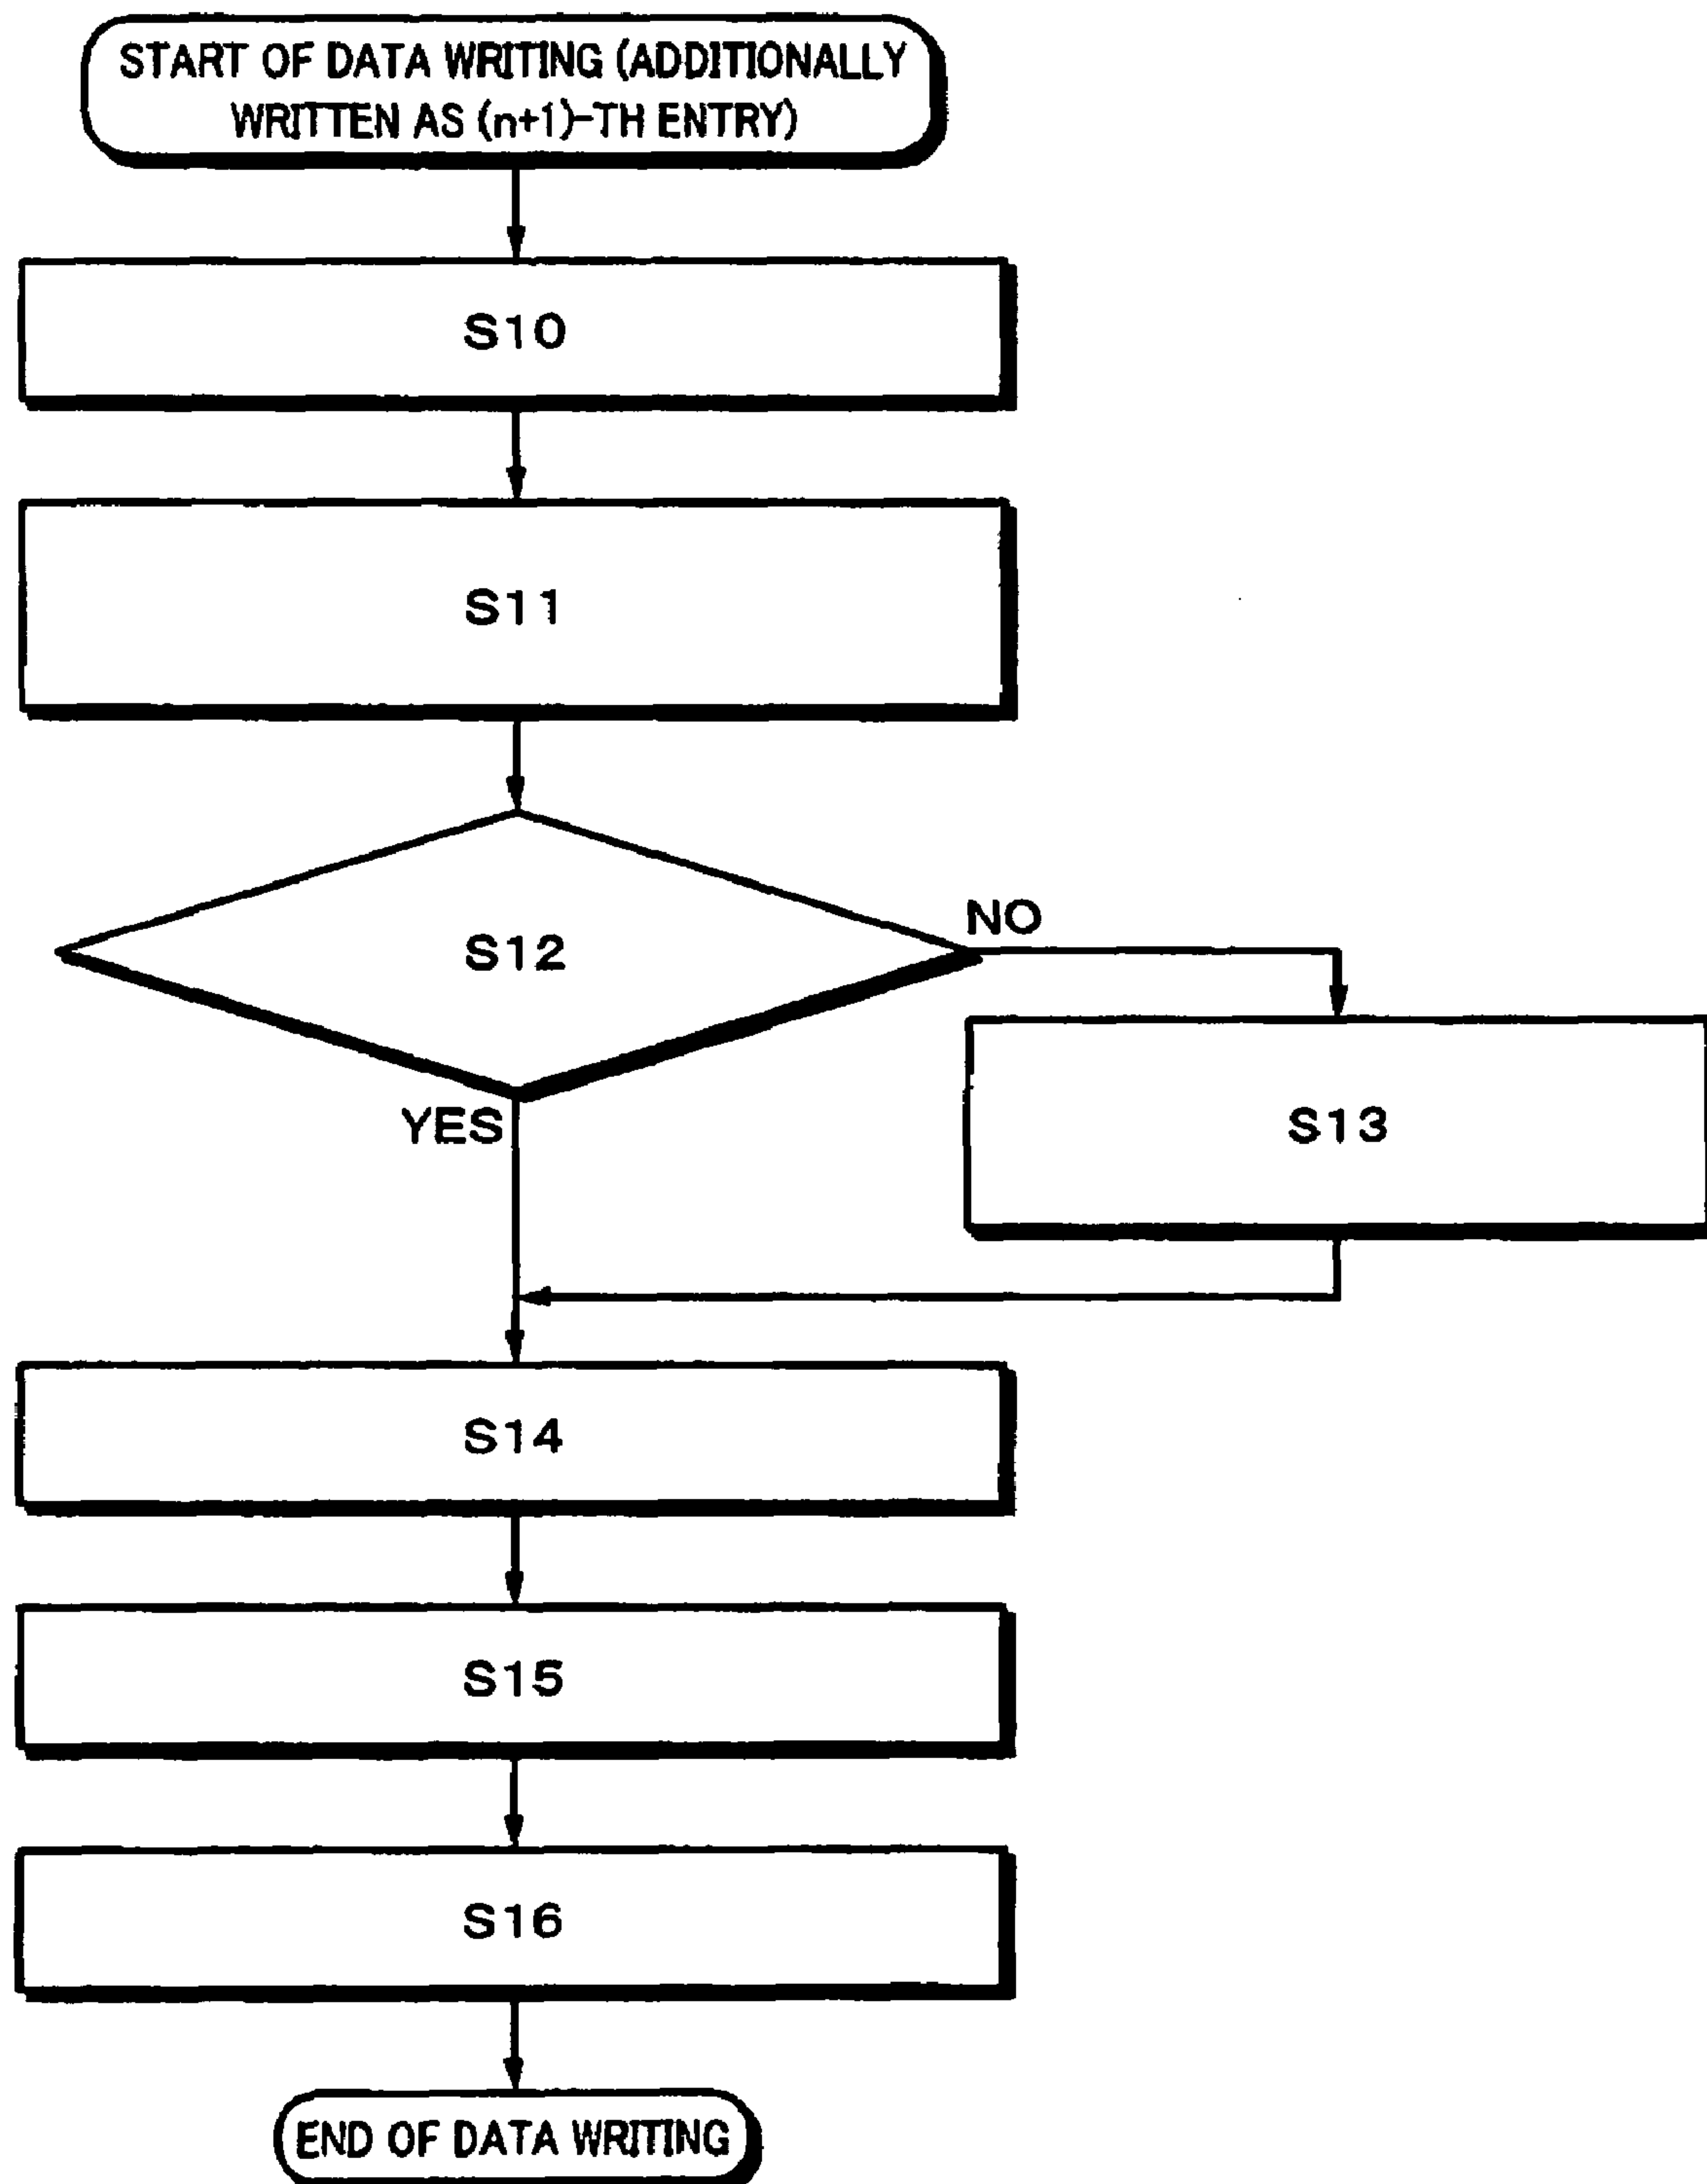 START OF DATA WRITING (ADDITIONALLY
WRITTEN AS (n+1)-TH ENTRY)
S10
S11
S12
NO
YES
S13
S14
S15
S16
END OF DATA WRITING